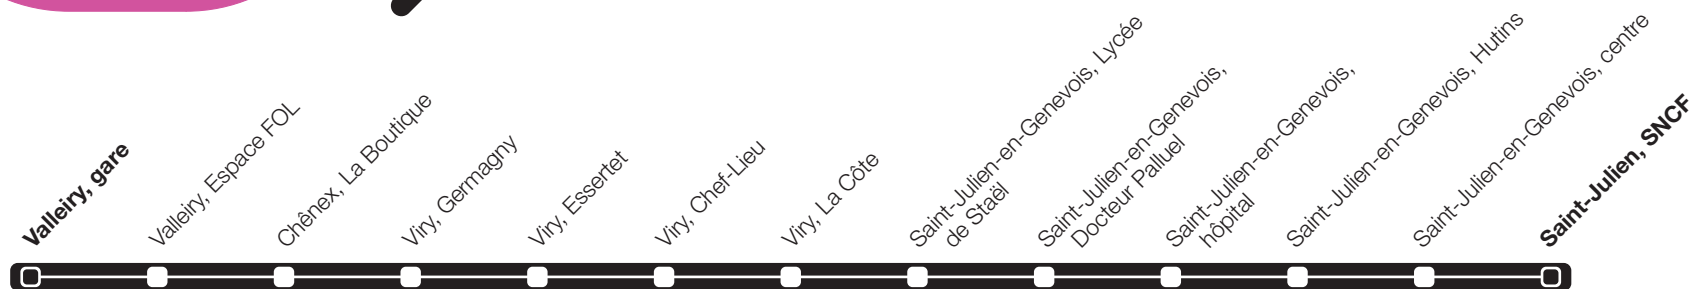 Valleiry, gare
Valleiry, Espace FOL
Chênex, La Boutique
Viry, Germagny
Viry, Essertet
Viry, Chef-Lieu
Viry, La Côte
Saint-Julien-en-Genevois, Lycée
de Staël
Saint-Julien-en-Genevois,
Docteur Palluel
Saint-Julien-en-Genevois,
hôpital
Saint-Julien-en-Genevois, Hutins
Saint-Julien-en-Genevois, centre
Saint-Julien, SNCF